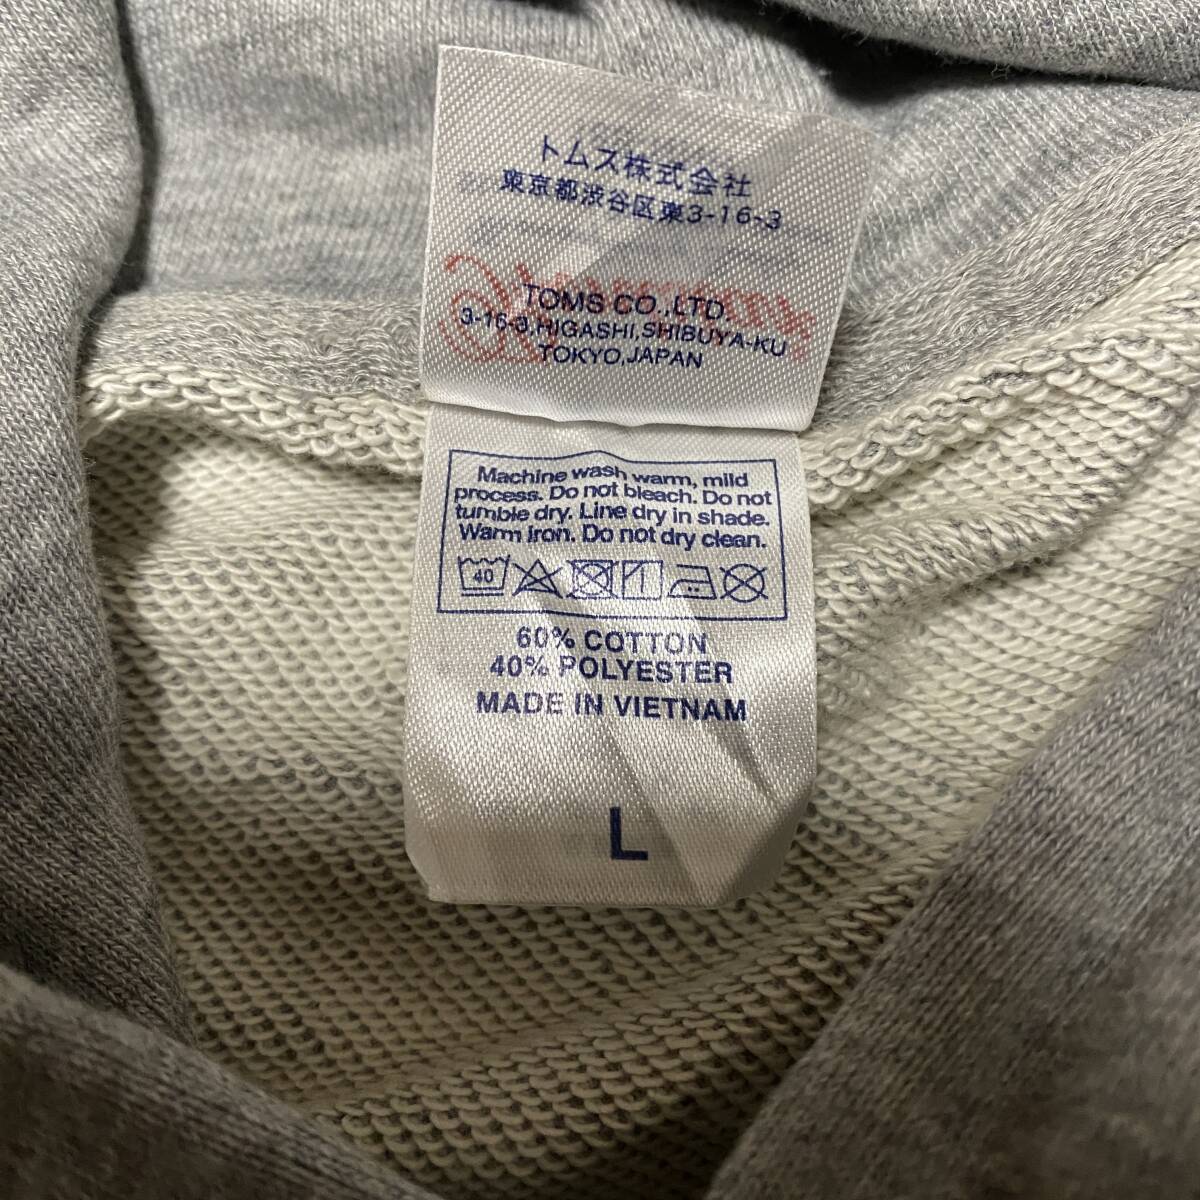 トムス株式会社
東京都渋谷区東3-16-3
TOMS CO.,LTD.
3-16-3,HIGASHI,SHIBUYA-KU
TOKYO,JAPAN
Machine wash warm, mild
process. Do not bleach. Do not
tumble dry. Line dry in shade.
Warm iron. Do not dry clean.
40
60% COTTON
40% POLYESTER
MADE IN VIETNAM
L